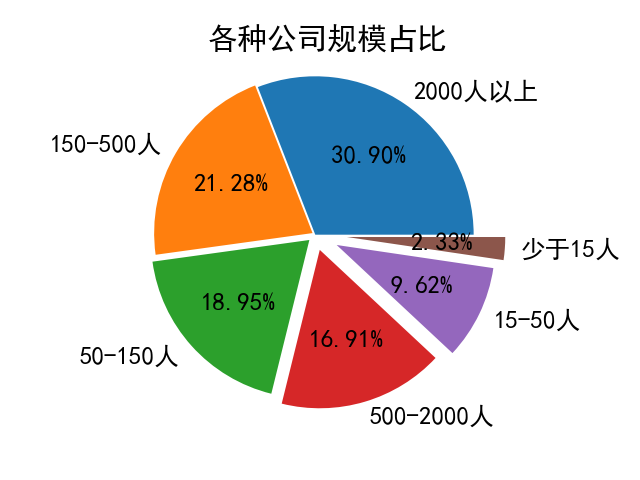 各种公司规模占比
2000人以上
30.90%
150-500人
21.28%
2.33%
少于15人
9.62%
18.95%
15-50人
16.91%
50-150人
500-2000人